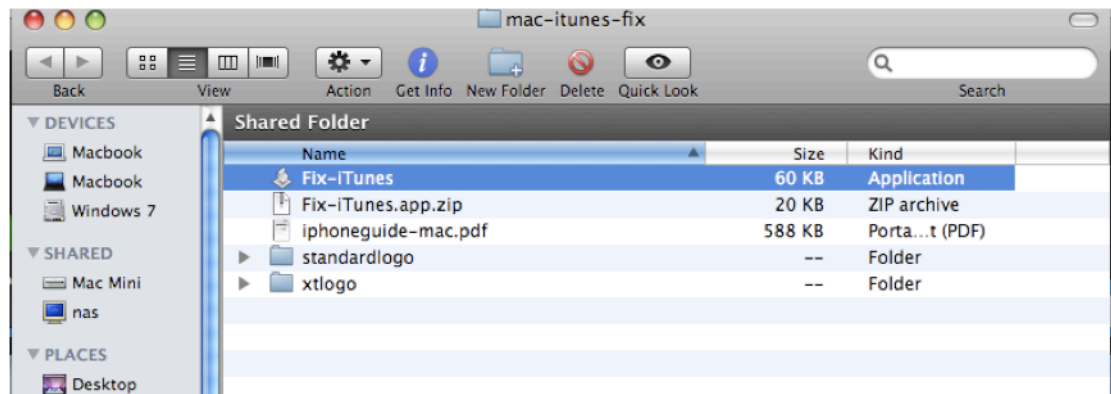 mac-itunes-fix
Back View Action Get Info New Folder Delete Quick Look Search
DEVICES
Macbook
Macbook
Windows 7
SHARED
Mac Mini
nas
PLACES
Desktop
Shared Folder
Name Size Kind
Fix-iTunes 60 KB Application
Fix-iTunes.app.zip 20 KB ZIP archive
iphoneguide-mac.pdf 588 KB Porta...t (PDF)
standardlogo -- Folder
xtlogo -- Folder